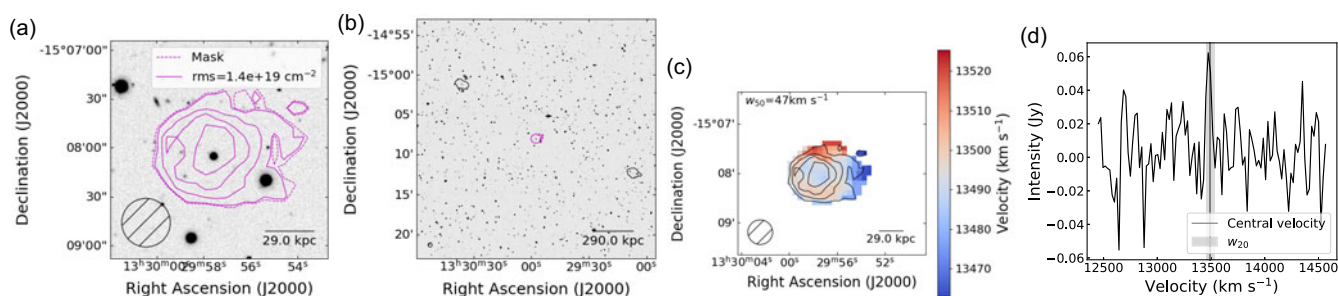 (a)
-15°07'00"
30"
08'00"
30"
09'00"
Declination (J2000)
Mask
rms=1.4e+19 cm⁻²
29.0 kpc
13ʰ30ᵐ00ˢ
29ᵐ58ˢ
56ˢ
54ˢ
Right Ascension (J2000)
(b)
-14°55'
-15°00'
05'
10'
15'
20'
Declination (J2000)
290.0 kpc
13ʰ30ᵐ30ˢ
00ˢ
29ᵐ30ˢ
00ˢ
Right Ascension (J2000)
(c)
w₅₀=47km s⁻¹
-15°07'
08'
09'
Declination (J2000)
29.0 kpc
13ʰ30ᵐ04ˢ
00ˢ
29ᵐ56ˢ
52ˢ
Right Ascension (J2000)
13520
13510
13500
13490
13480
13470
Velocity (km s⁻¹)
(d)
0.06
0.04
0.02
0.00
−0.02
−0.04
−0.06
Intensity (Jy)
Central velocity
w₂₀
12500
13000
13500
14000
14500
Velocity (km s⁻¹)